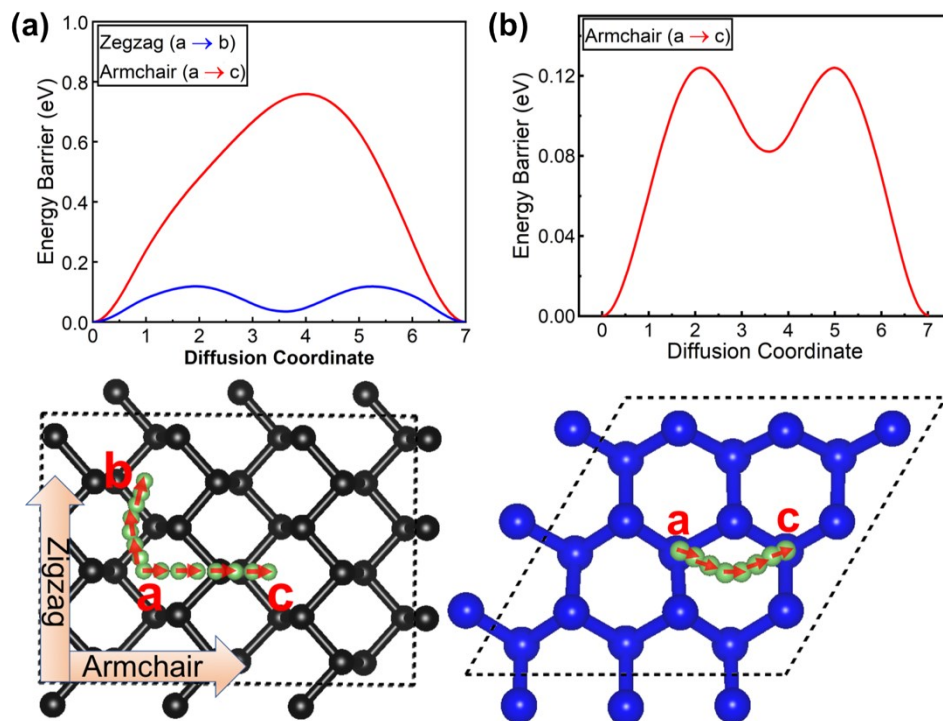 (a)
Zegzag (a → b)
Armchair (a → c)
Energy Barrier (eV)
1.0
0.8
0.6
0.4
0.2
0.0
0 1 2 3 4 5 6 7
Diffusion Coordinate
(b)
Armchair (a → c)
Energy Barrier (eV)
0.12
0.08
0.04
0.00
0 1 2 3 4 5 6 7
Diffusion Coordinate
b
a
c
Zigzag
Armchair
a
c